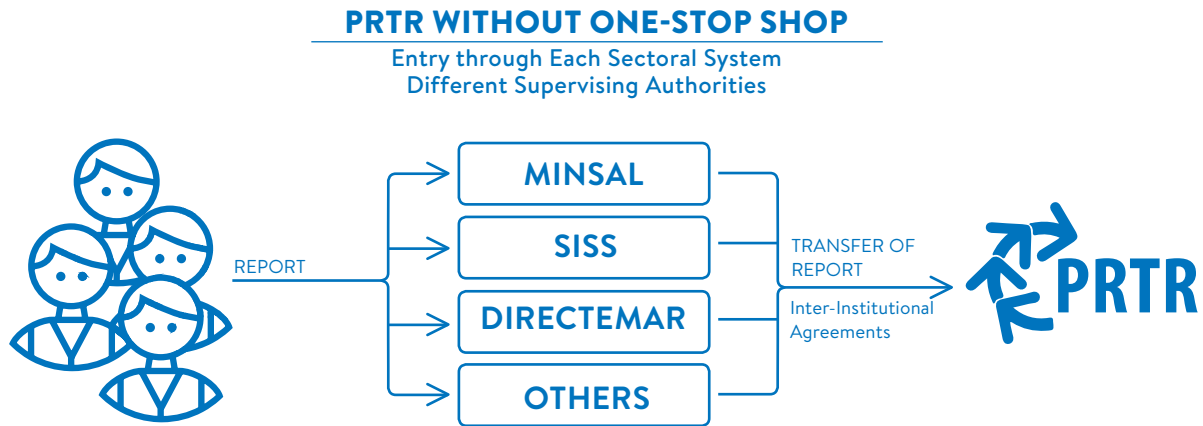 PRTR WITHOUT ONE-STOP SHOP
Entry through Each Sectoral System
Different Supervising Authorities
REPORT
MINSAL
SISS
DIRECTEMAR
OTHERS
TRANSFER OF
REPORT
Inter-Institutional
Agreements
PRTR